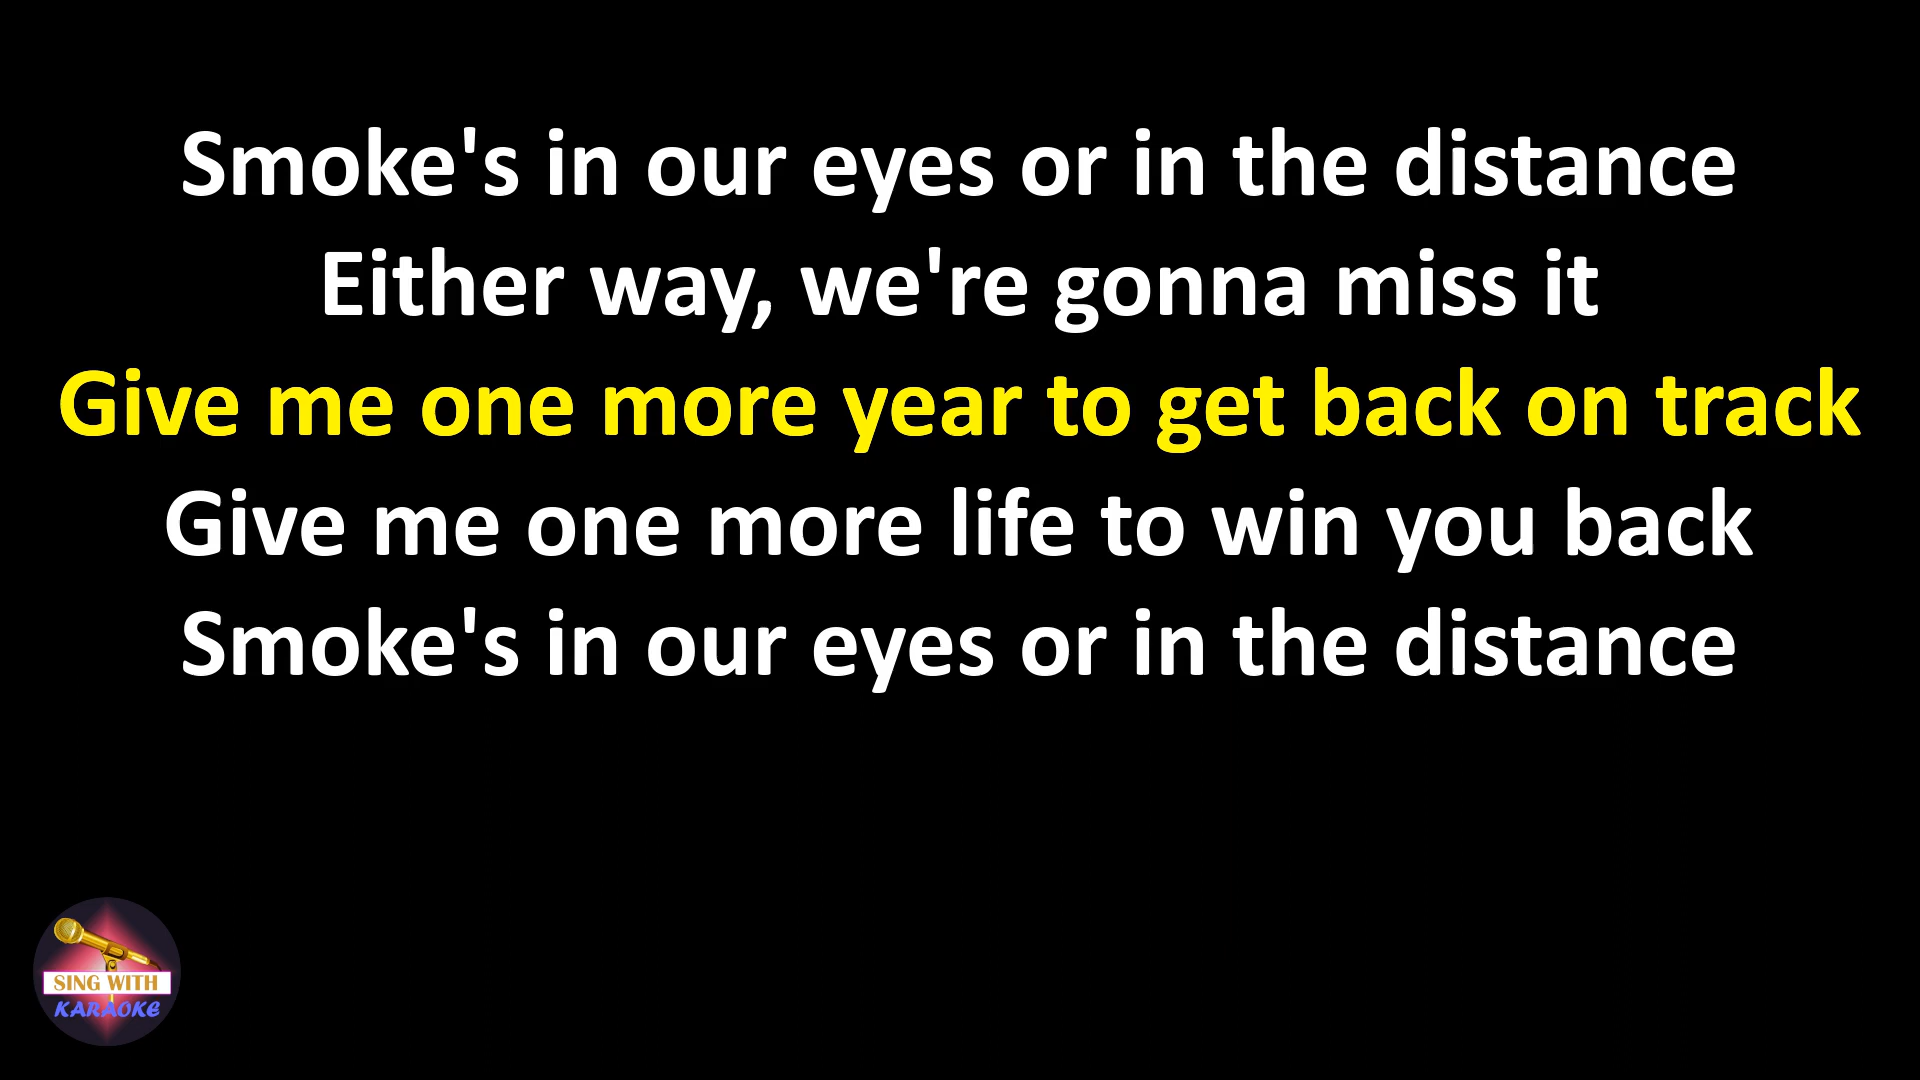 Smoke's in our eyes or in the distance
Either way, we're gonna miss it
Give me one more year to get back on track
Give me one more life to win you back
Smoke's in our eyes or in the distance
SING WITH
KARAOKE